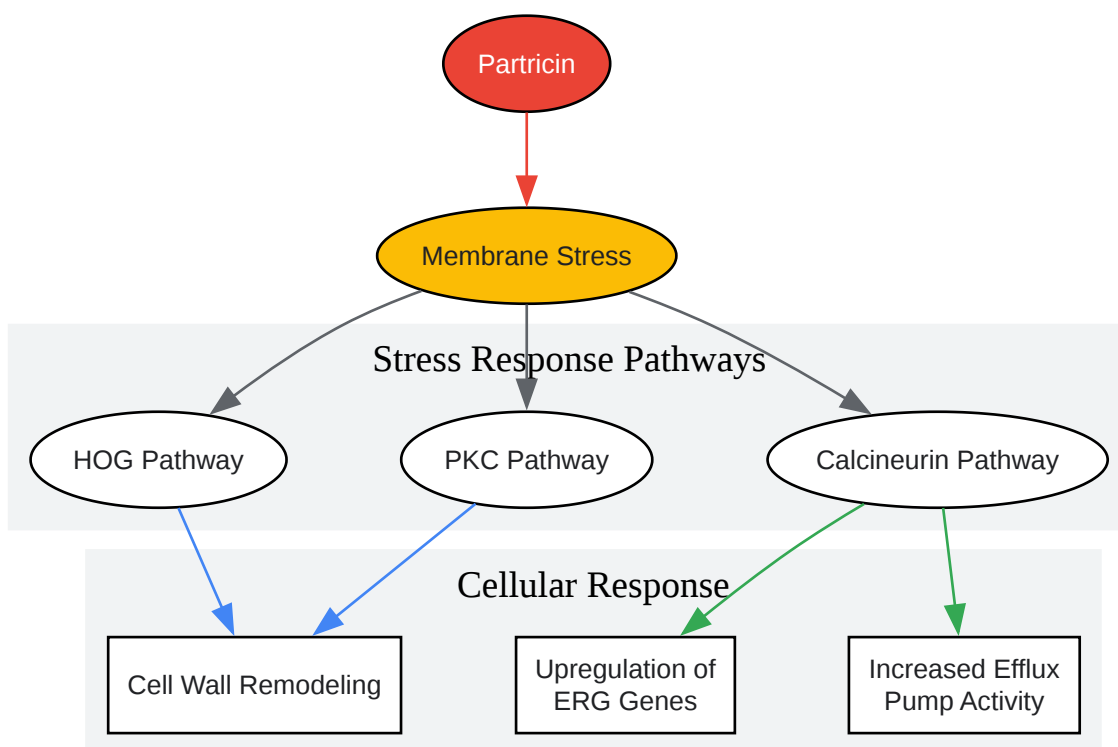 Partricin
Membrane Stress
Stress Response Pathways
HOG Pathway
PKC Pathway
Calcineurin Pathway
Cellular Response
Cell Wall Remodeling
Upregulation of
ERG Genes
Increased Efflux
Pump Activity